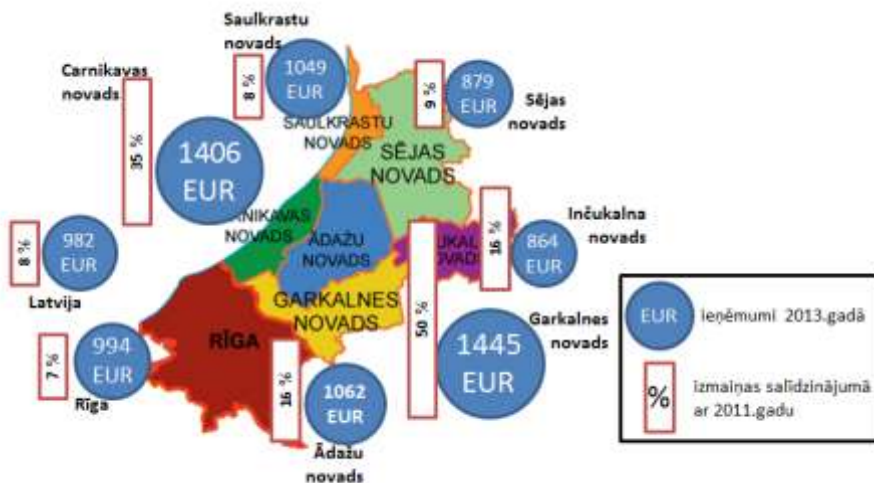 Saulkrastu
novads
1049
EUR
8 %
Carnikavas
novads
35 %
1406
EUR
879
EUR
9 %
Sējas
novads
SAULKRASTU
NOVADS
SĒJAS
NOVADS
982
EUR
8 %
Latvija
NIKAVAS
NOVADS
ĀDAŽU
NOVADS
16 %
Inčukalna
novads
864
EUR
UKAL
NOVADS
GARKALNES
NOVADS
50 %
Garkalnes
novads
1445
EUR
RĪGA
994
EUR
7 %
Rīga
16 %
1062
EUR
Ādažu
novads
EUR
ieņēmumi 2013.gadā
%
izmaiņas salīdzinājumā
ar 2011.gadu